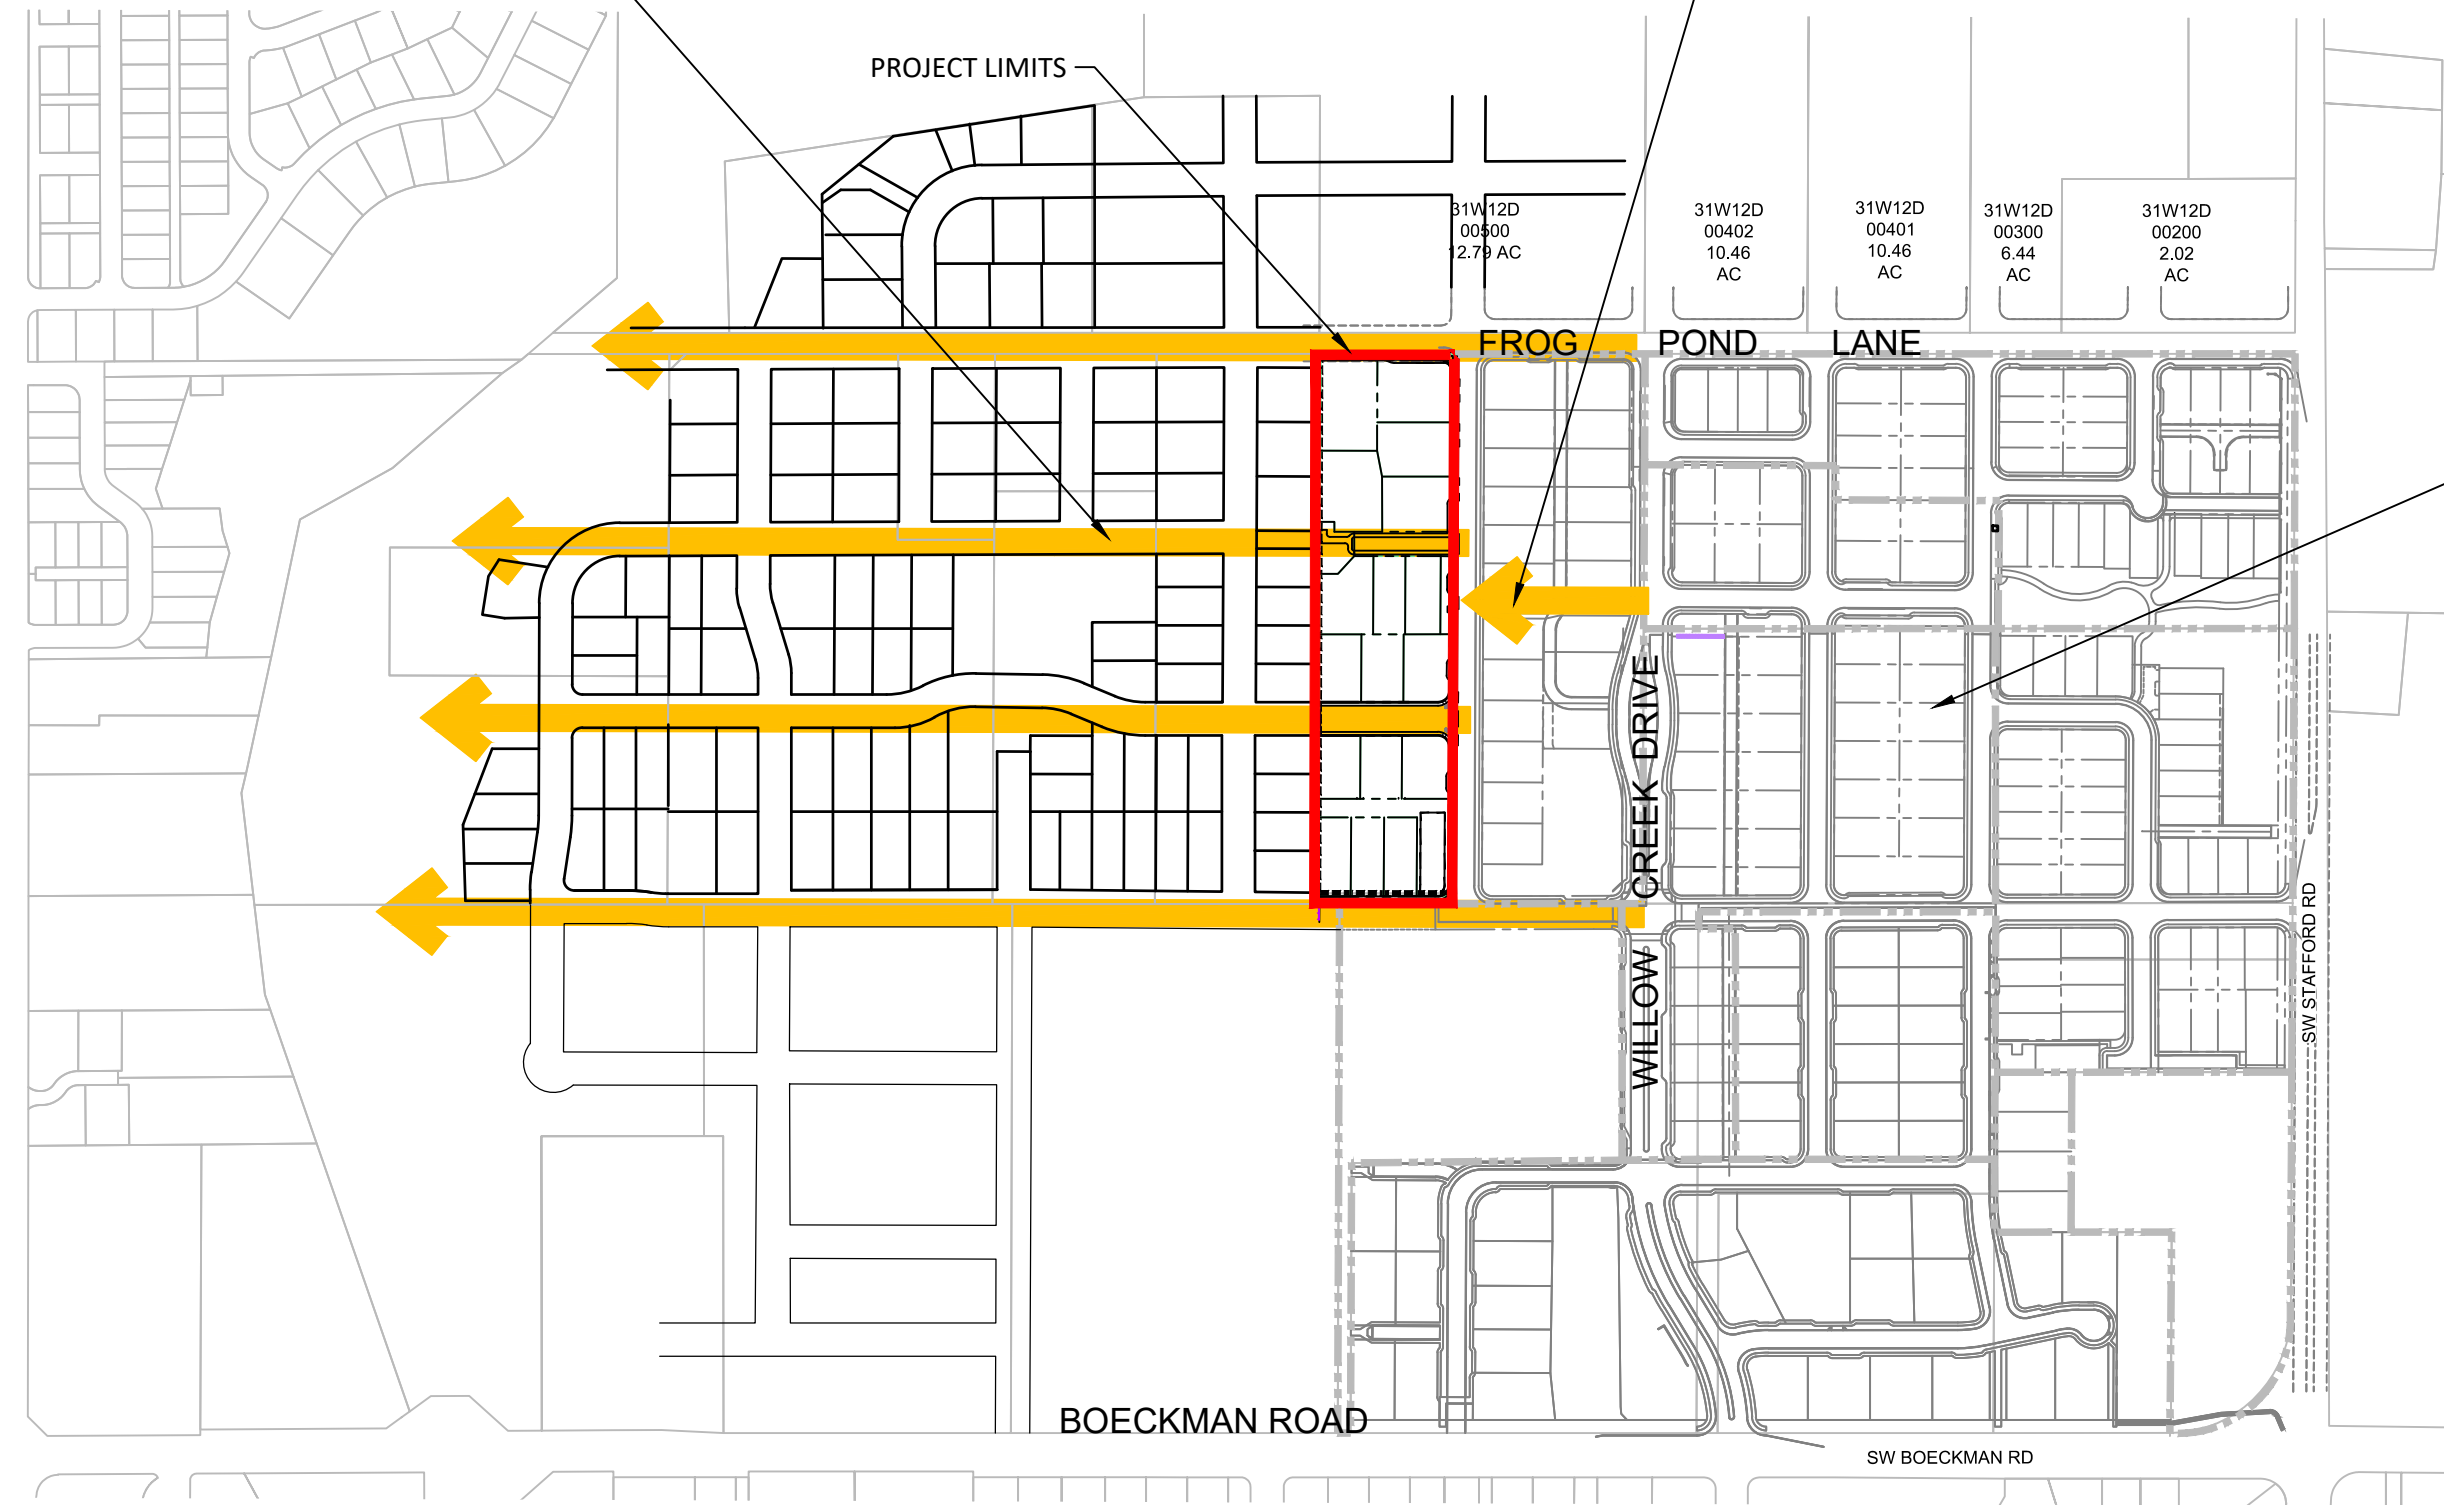 PROJECT LIMITS
31W12D
00500
12.79 AC
31W12D
00402
10.46
AC
31W12D
00401
10.46
AC
31W12D
00300
6.44
AC
31W12D
00200
2.02
AC
FROG POND LANE
WILLOW CREEK DRIVE
SW STAFFORD RD
BOECKMAN ROAD
SW BOECKMAN RD